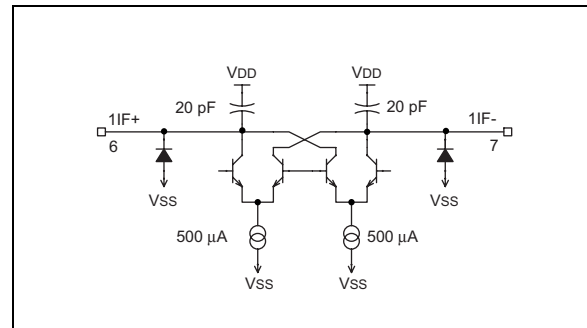 VDD VDD
20 pF 20 pF
1IF+ 1IF-
6 7
VSS VSS
500 µA 500 µA
VSS VSS